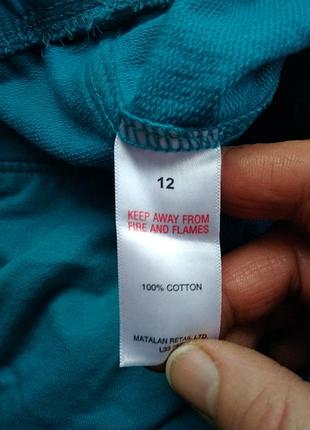 12
KEEP AWAY FROM
FIRE AND FLAMES
100% COTTON
MATALAN RETAIL LTD.